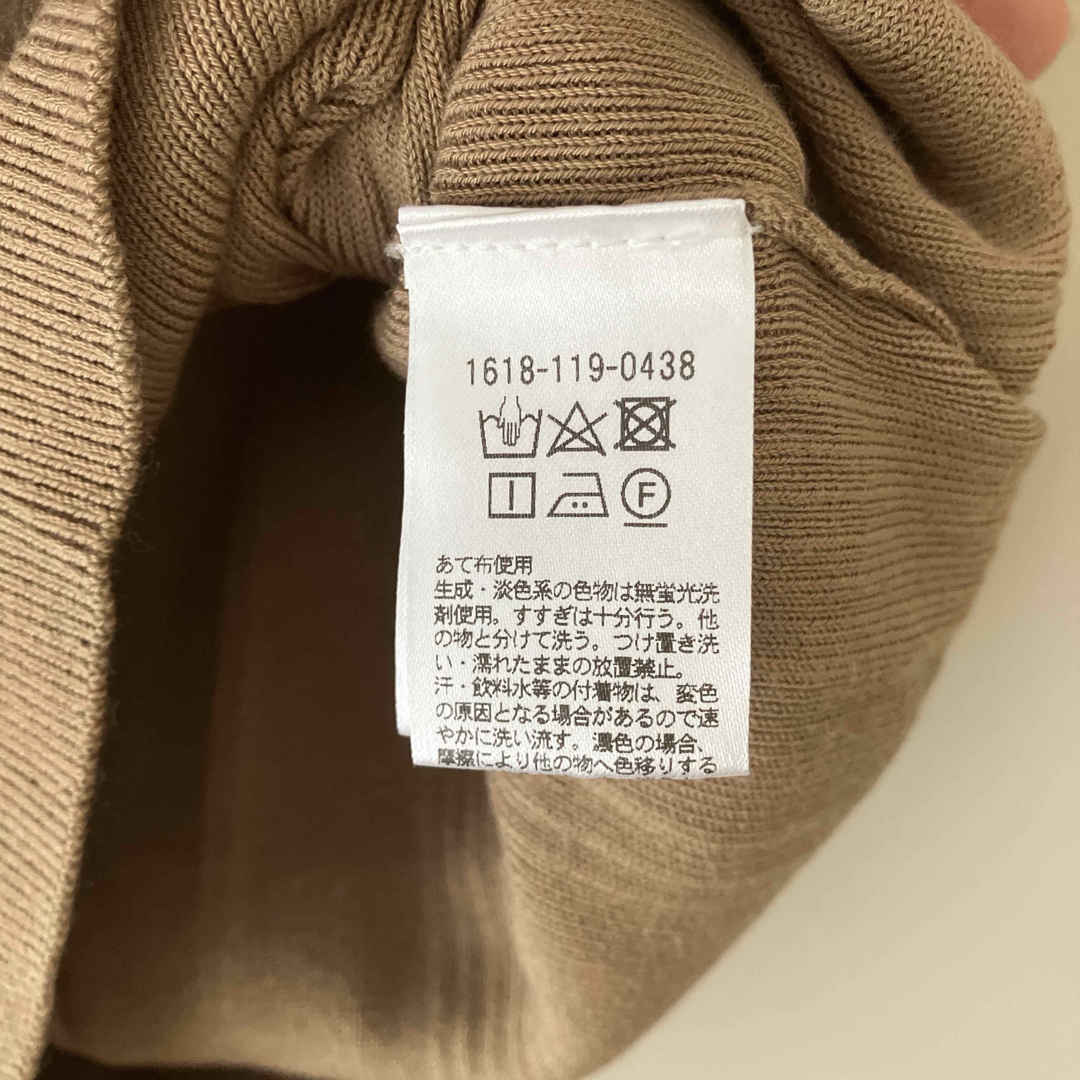 1618-119-0438
F
あて布使用
生成・淡色系の色物は無蛍光洗
剤使用。すすぎは十分行う。他
の物と分けて洗う。つけ置き洗
い・濡れたままの放置禁止。
汗・飲料水等の付着物は、変色
の原因となる場合があるので速
やかに洗い流す。濃色の場合、
摩擦により他の物へ色移りする